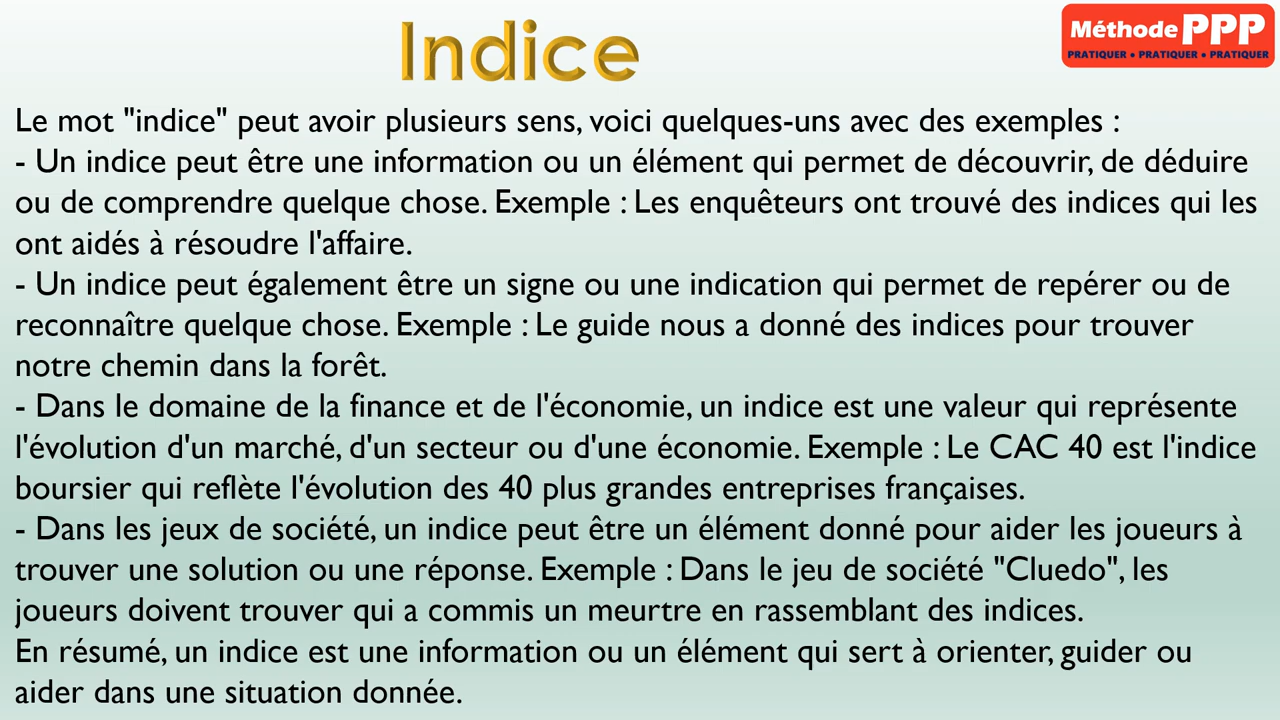 Indice
Méthode PPP
PRATIQUER • PRATIQUER • PRATIQUER
Le mot "indice" peut avoir plusieurs sens, voici quelques-uns avec des exemples :
- Un indice peut être une information ou un élément qui permet de découvrir, de déduire
ou de comprendre quelque chose. Exemple : Les enquêteurs ont trouvé des indices qui les
ont aidés à résoudre l'affaire.
- Un indice peut également être un signe ou une indication qui permet de repérer ou de
reconnaître quelque chose. Exemple : Le guide nous a donné des indices pour trouver
notre chemin dans la forêt.
- Dans le domaine de la finance et de l'économie, un indice est une valeur qui représente
l'évolution d'un marché, d'un secteur ou d'une économie. Exemple : Le CAC 40 est l'indice
boursier qui reflète l'évolution des 40 plus grandes entreprises françaises.
- Dans les jeux de société, un indice peut être un élément donné pour aider les joueurs à
trouver une solution ou une réponse. Exemple : Dans le jeu de société "Cluedo", les
joueurs doivent trouver qui a commis un meurtre en rassemblant des indices.
En résumé, un indice est une information ou un élément qui sert à orienter, guider ou
aider dans une situation donnée.